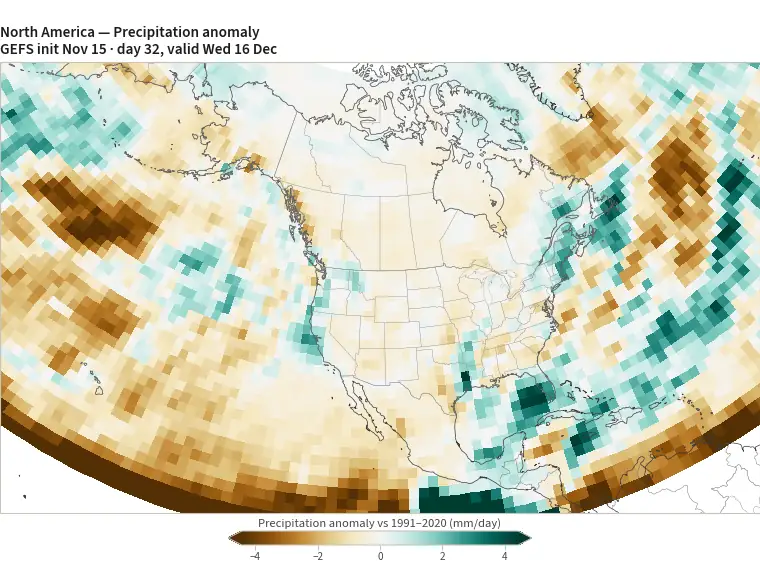 North America — Precipitation anomaly
GEFS init Nov 15 · day 32, valid Wed 16 Dec
Precipitation anomaly vs 1991–2020 (mm/day)
−4 −2 0 2 4